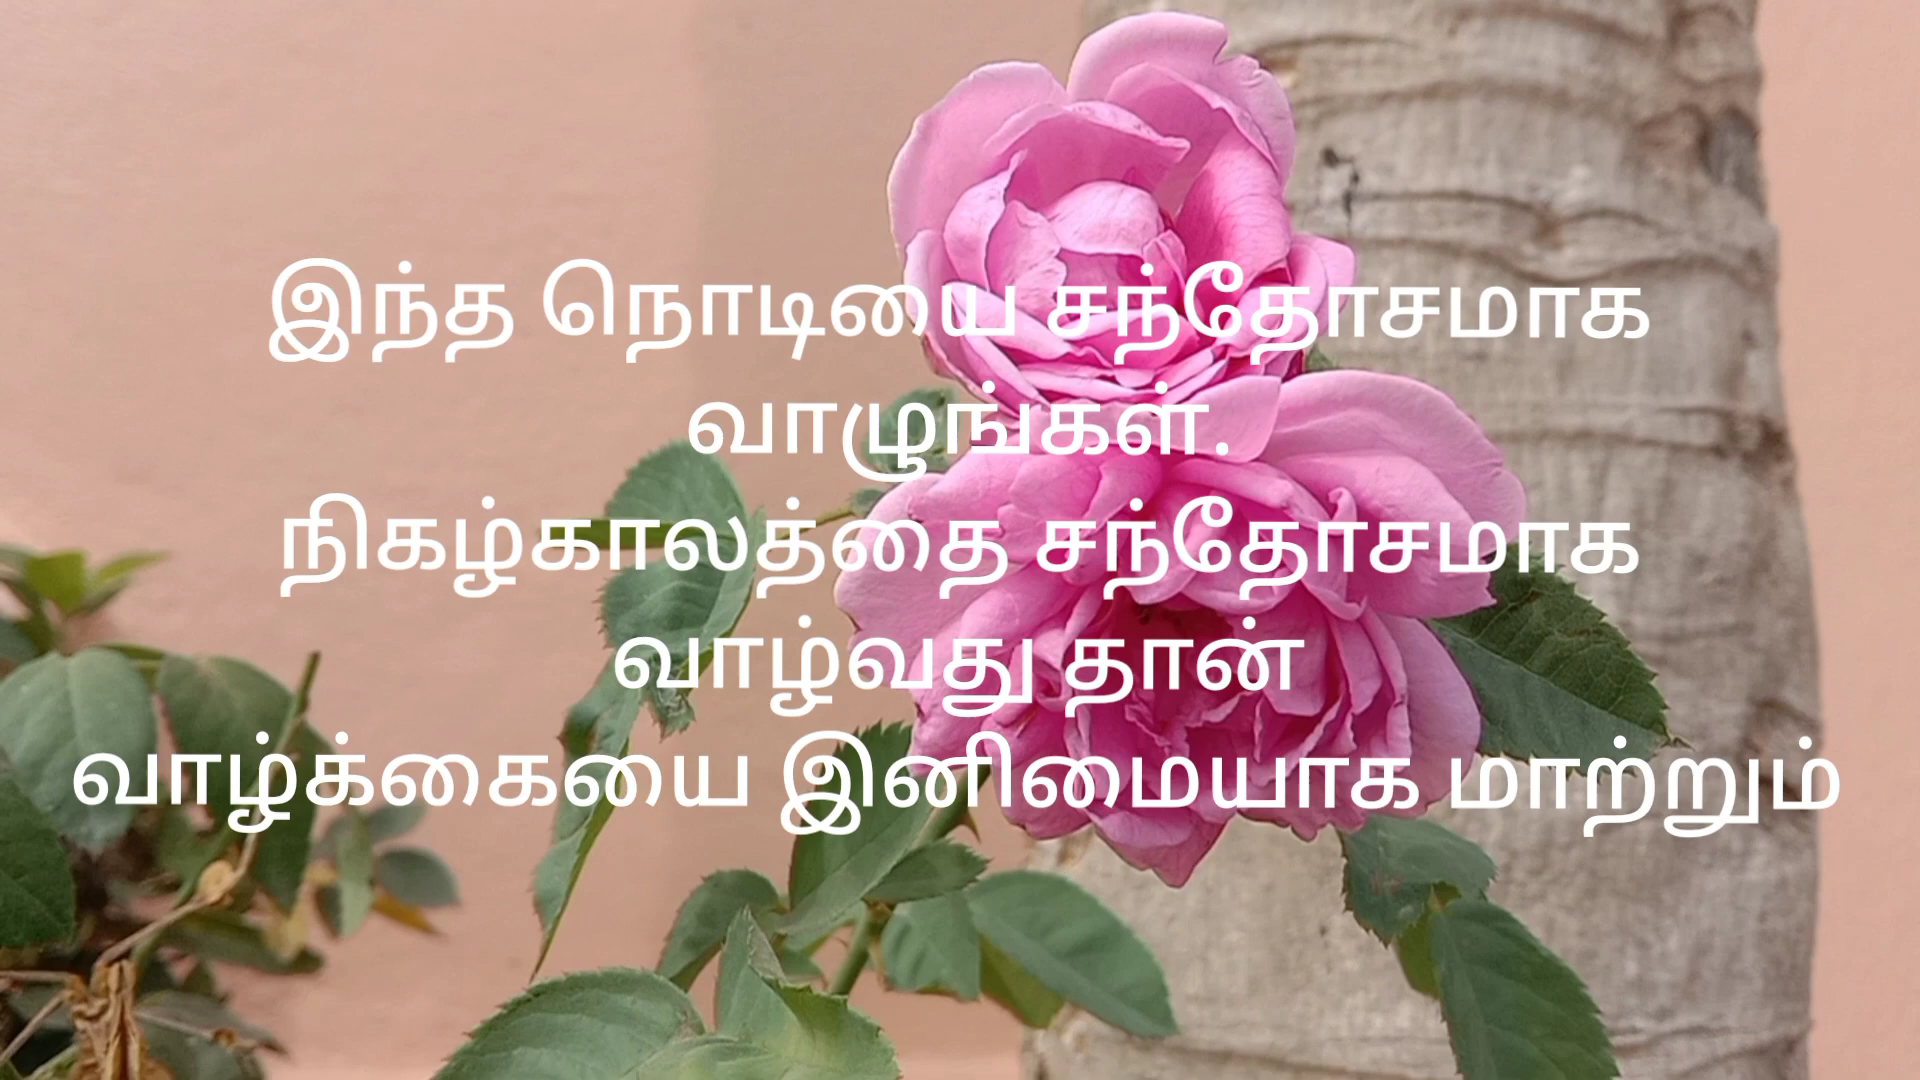 இந்த நொடியை சந்தோசமாக
வாழுங்கள்.
நிகழ்காலத்தை சந்தோசமாக
வாழ்வது தான்
வாழ்க்கையை இனிமையாக மாற்றும்